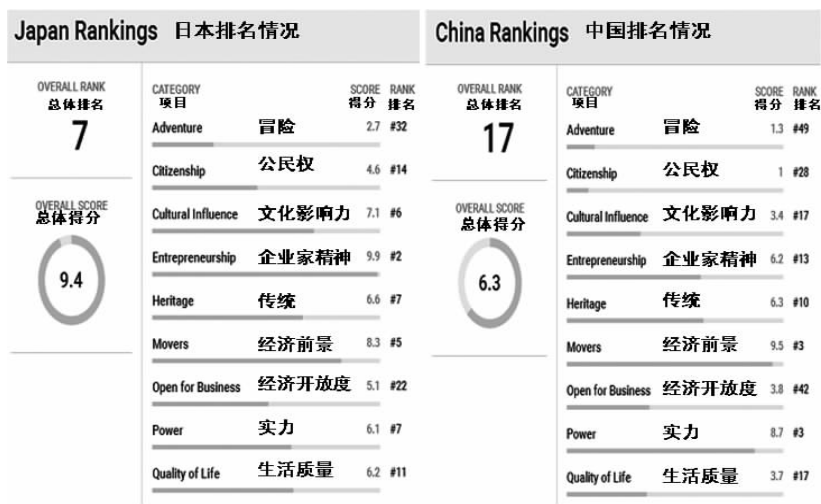 Japan Rankings 日本排名情况
OVERALL RANK
总体排名
7
OVERALL SCORE
总体得分
9.4
CATEGORY SCORE RANK
项目 得分 排名
Adventure 冒险 2.7 #32
Citizenship 公民权 4.6 #14
Cultural Influence 文化影响力 7.1 #6
Entrepreneurship 企业家精神 9.9 #2
Heritage 传统 6.6 #7
Movers 经济前景 8.3 #5
Open for Business 经济开放度 5.1 #22
Power 实力 6.1 #7
Quality of Life 生活质量 6.2 #11
China Rankings 中国排名情况
OVERALL RANK
总体排名
17
OVERALL SCORE
总体得分
6.3
CATEGORY SCORE RANK
项目 得分 排名
Adventure 冒险 1.3 #49
Citizenship 公民权 1 #28
Cultural Influence 文化影响力 3.4 #17
Entrepreneurship 企业家精神 6.2 #13
Heritage 传统 6.3 #10
Movers 经济前景 9.5 #3
Open for Business 经济开放度 3.8 #42
Power 实力 8.7 #3
Quality of Life 生活质量 3.7 #17